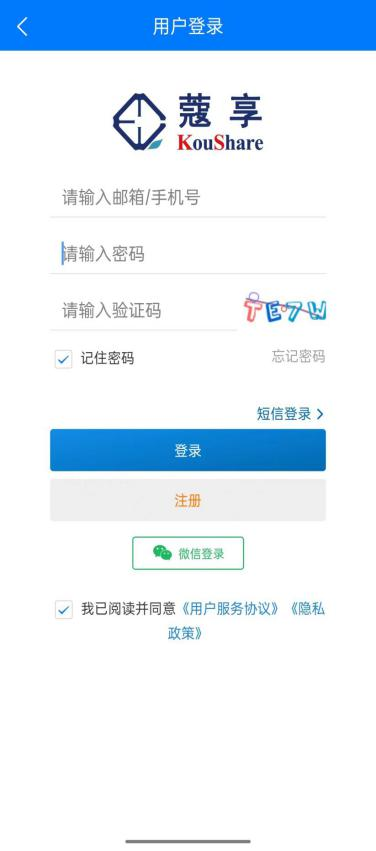 用户登录
蔻享
KouShare
请输入邮箱/手机号
请输入密码
请输入验证码
TE7W
记住密码
忘记密码
短信登录
登录
注册
微信登录
我已阅读并同意《用户服务协议》《隐私
政策》